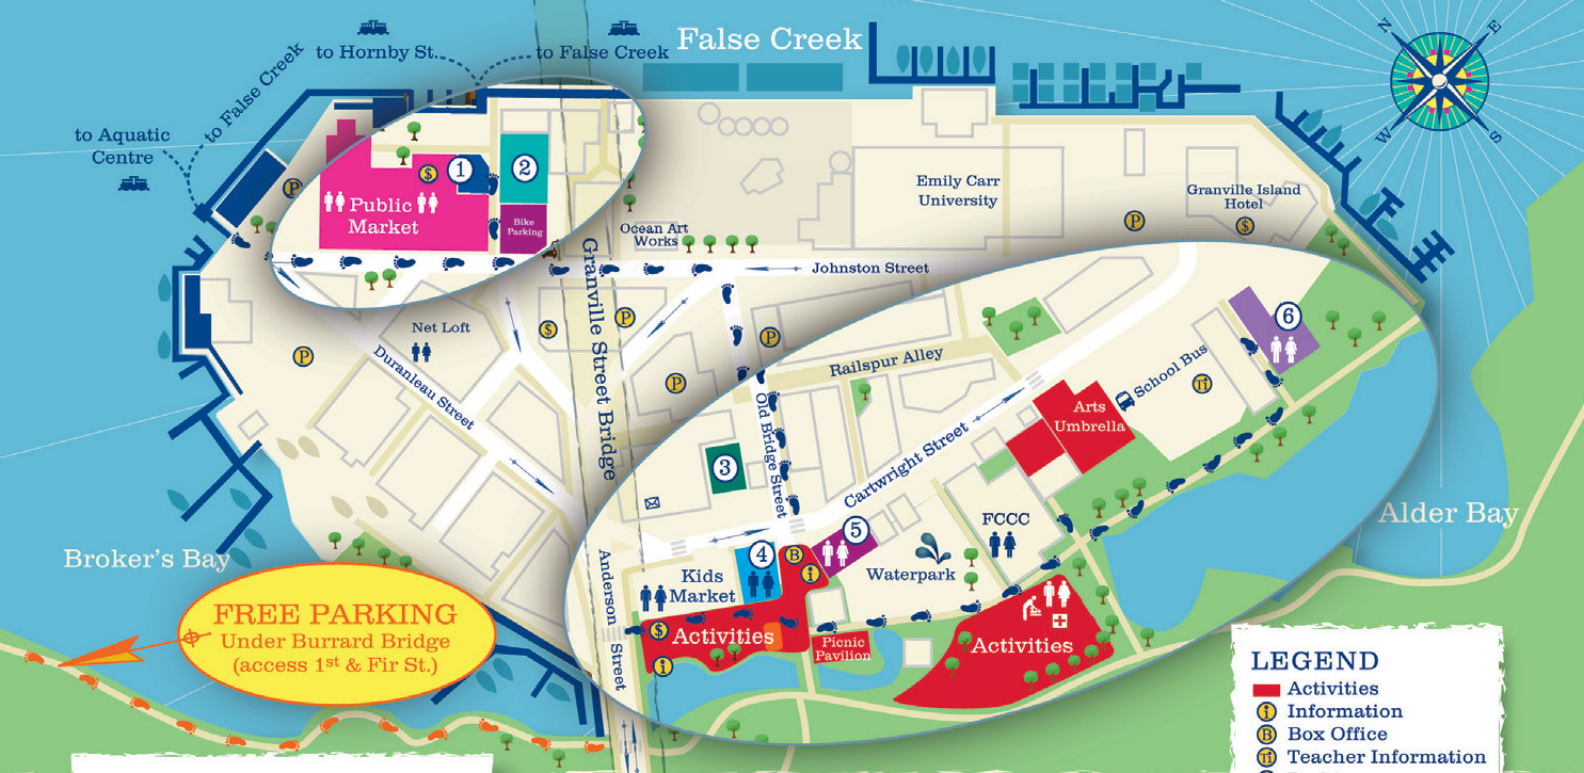 False Creek
to Hornby St.
to False Creek
to False Creek
to Aquatic
Centre
N
E
W
S
P
$
1
2
Public
Market
Bike
Parking
Ocean Art
Works
Emily Carr
University
P
Granville Island
Hotel
$
Johnston Street
Granville Street Bridge
Net Loft
$
P
P
P
P
Duranleau Street
Railspur Alley
Old Bridge Street
Cartwright Street
School Bus
Ti
6
Arts
Umbrella
3
5
4
B
i
Kids
Market
Waterpark
FCCC
Alder Bay
Broker's Bay
Anderson
Street
$
Activities
i
Picnic
Pavilion
Activities
FREE PARKING
Under Burrard Bridge
(access 1st & Fir St.)
LEGEND
Activities
i Information
B Box Office
Ti Teacher Information